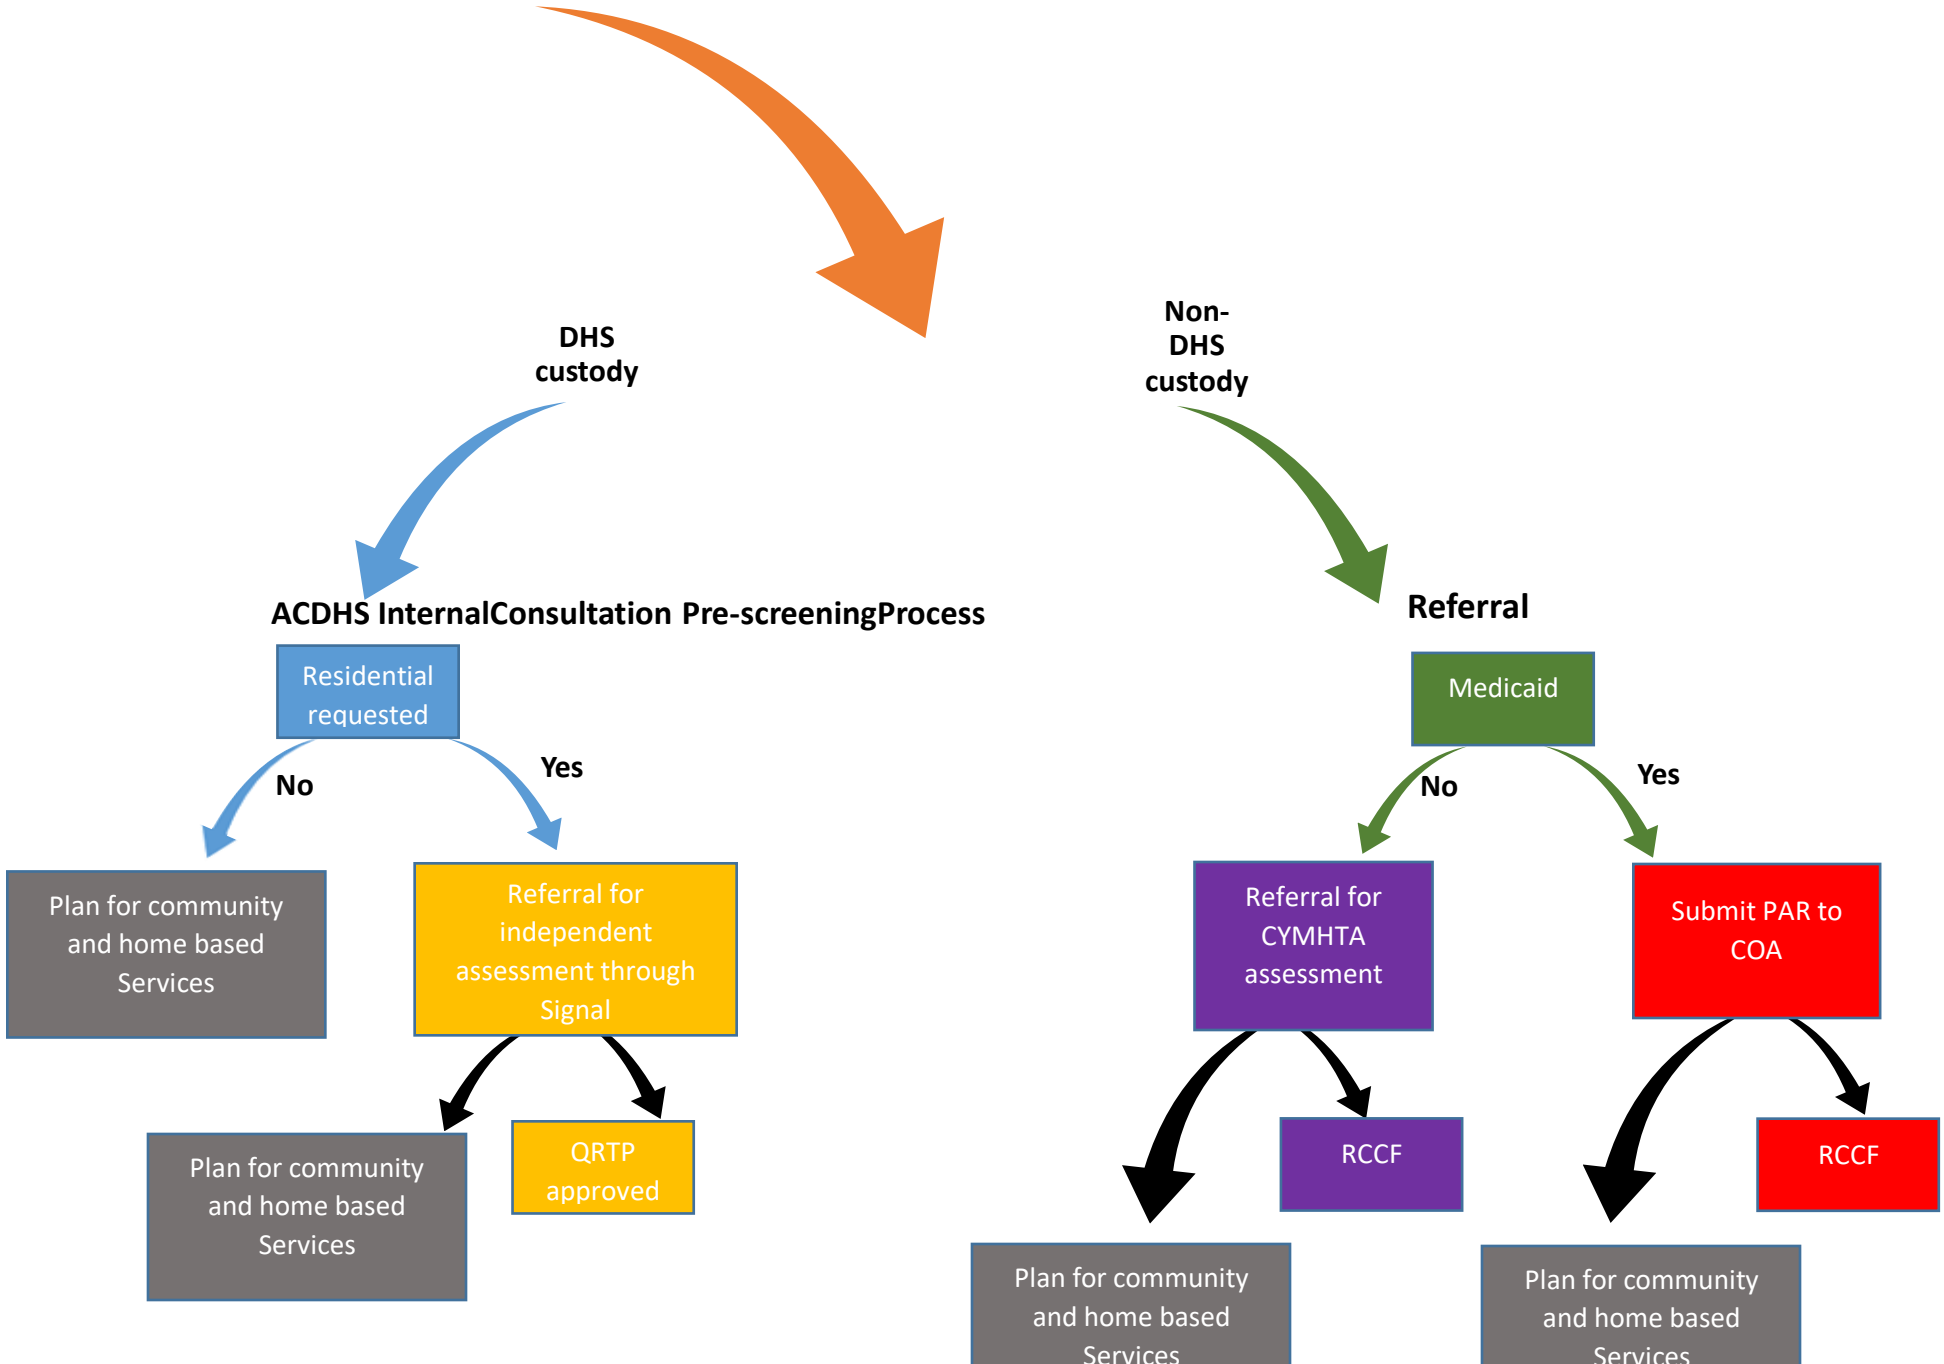 DHS
custody
Non-
DHS
custody
ACDHS InternalConsultation Pre-screeningProcess
Referral
Residential
requested
Medicaid
No
Yes
No
Yes
Plan for community
and home based
Services
Referral for
independent
assessment through
Signal
Referral for
CYMHTA
assessment
Submit PAR to
COA
Plan for community
and home based
Services
QRTP
approved
RCCF
RCCF
Plan for community
and home based
Services
Plan for community
and home based
Services